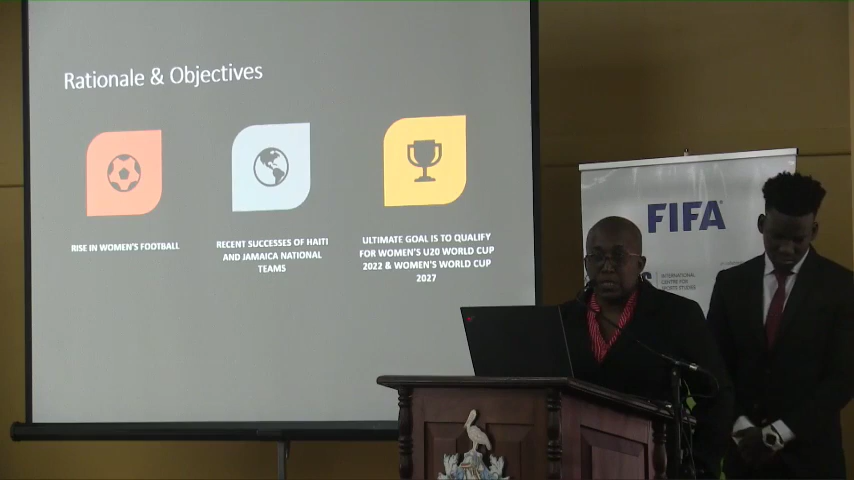 Rationale & Objectives
RISE IN WOMEN'S FOOTBALL
RECENT SUCCESSES OF HAITI
AND JAMAICA NATIONAL
TEAMS
ULTIMATE GOAL IS TO QUALIFY
FOR WOMEN'S U20 WORLD CUP
2022 & WOMEN'S WORLD CUP
2027
FIFA®
S
INTERNATIONAL
CENTRE FOR
SPORTS STUDIES